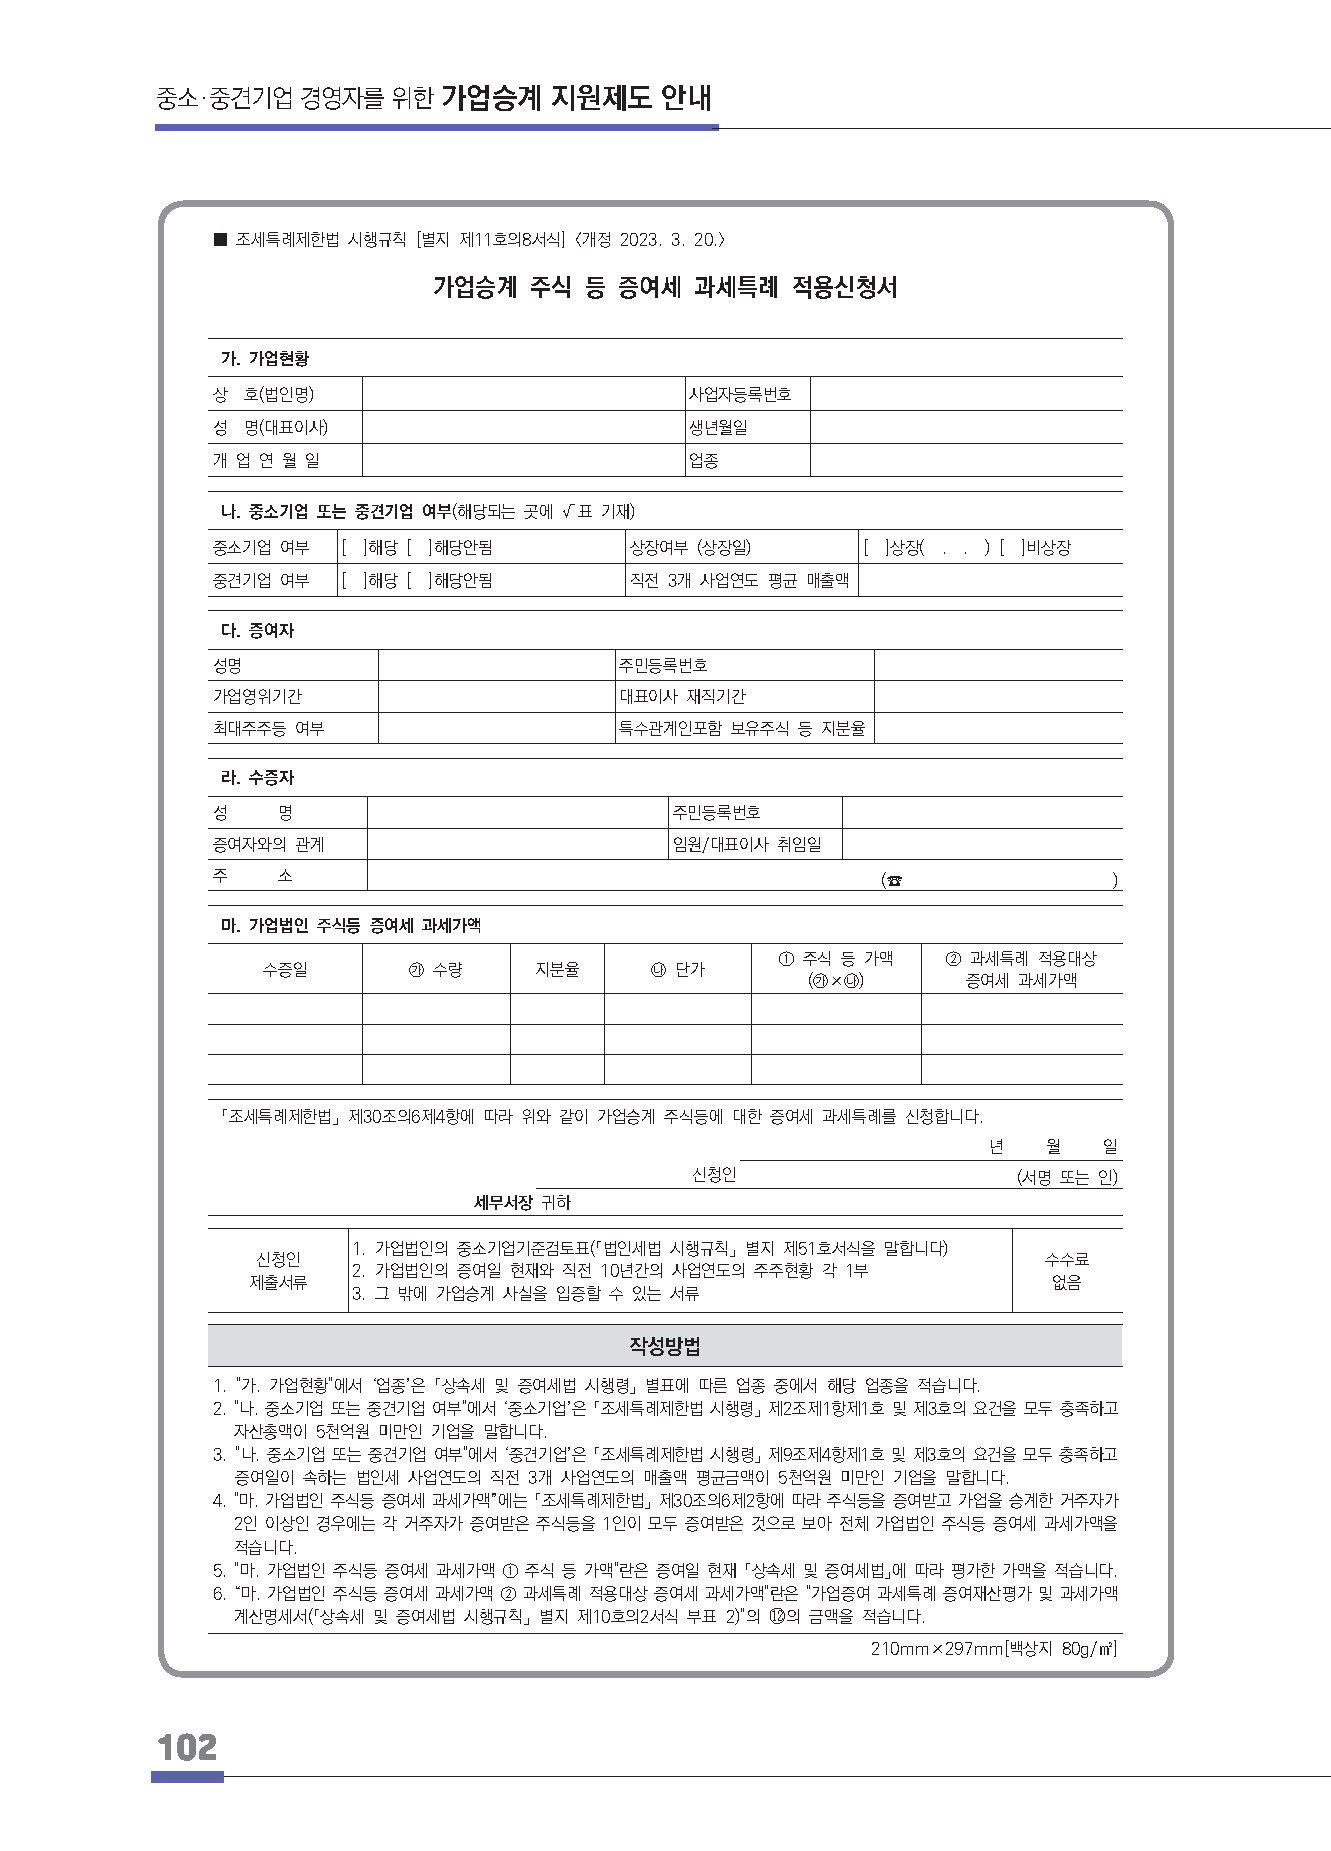 중소·중견기업 경영자를 위한 가업승계 지원제도 안내
■ 조세특례제한법 시행규칙 [별지 제11호의8서식] <개정 2023. 3. 20.>
가업승계 주식 등 증여세 과세특례 적용신청서
가. 가업현황
상 호(법인명) 사업자등록번호
성 명(대표이사) 생년월일
개 업 연 월 일 업종
나. 중소기업 또는 중견기업 여부(해당되는 곳에 √표 기재)
중소기업 여부 [ ]해당 [ ]해당안됨 상장여부 (상장일) [ ]상장( . . ) [ ]비상장
중견기업 여부 [ ]해당 [ ]해당안됨 직전 3개 사업연도 평균 매출액
다. 증여자
성명 주민등록번호
가업영위기간 대표이사 재직기간
최대주주등 여부 특수관계인포함 보유주식 등 지분율
라. 수증자
성 명 주민등록번호
증여자와의 관계 임원/대표이사 취임일
주 소 (☎ )
마. 가업법인 주식등 증여세 과세가액
수증일 ㉮ 수량 지분율 ㉯ 단가 ① 주식 등 가액 ② 과세특례 적용대상
(㉮×㉯) 증여세 과세가액
「조세특례제한법」 제30조의6제4항에 따라 위와 같이 가업승계 주식등에 대한 증여세 과세특례를 신청합니다.
년 월 일
신청인 (서명 또는 인)
세무서장 귀하
신청인
제출서류
1. 가업법인의 중소기업기준검토표(「법인세법 시행규칙」 별지 제51호서식을 말합니다)
2. 가업법인의 증여일 현재와 직전 10년간의 사업연도의 주주현황 각 1부
3. 그 밖에 가업승계 사실을 입증할 수 있는 서류
수수료
없음
작성방법
1. "가. 가업현황"에서 '업종'은 「상속세 및 증여세법 시행령」 별표에 따른 업종 중에서 해당 업종을 적습니다.
2. "나. 중소기업 또는 중견기업 여부"에서 '중소기업'은 「조세특례제한법 시행령」 제2조제1항제1호 및 제3호의 요건을 모두 충족하고
자산총액이 5천억원 미만인 기업을 말합니다.
3. "나. 중소기업 또는 중견기업 여부"에서 '중견기업'은 「조세특례제한법 시행령」 제9조제4항제1호 및 제3호의 요건을 모두 충족하고
증여일이 속하는 법인세 사업연도의 직전 3개 사업연도의 매출액 평균금액이 5천억원 미만인 기업을 말합니다.
4. "마. 가업법인 주식등 증여세 과세가액"에는 「조세특례제한법」 제30조의6제2항에 따라 주식등을 증여받고 가업을 승계한 거주자가
2인 이상인 경우에는 각 거주자가 증여받은 주식등을 1인이 모두 증여받은 것으로 보아 전체 가업법인 주식등 증여세 과세가액을
적습니다.
5. "마. 가업법인 주식등 증여세 과세가액 ① 주식 등 가액"란은 증여일 현재 「상속세 및 증여세법」에 따라 평가한 가액을 적습니다.
6. "마. 가업법인 주식등 증여세 과세가액 ② 과세특례 적용대상 증여세 과세가액"란은 "가업증여 과세특례 증여재산평가 및 과세가액
계산명세서(「상속세 및 증여세법 시행규칙」 별지 제10호의2서식 부표 2)"의 ⑫의 금액을 적습니다.
210mm×297mm[백상지 80g/㎡]
102